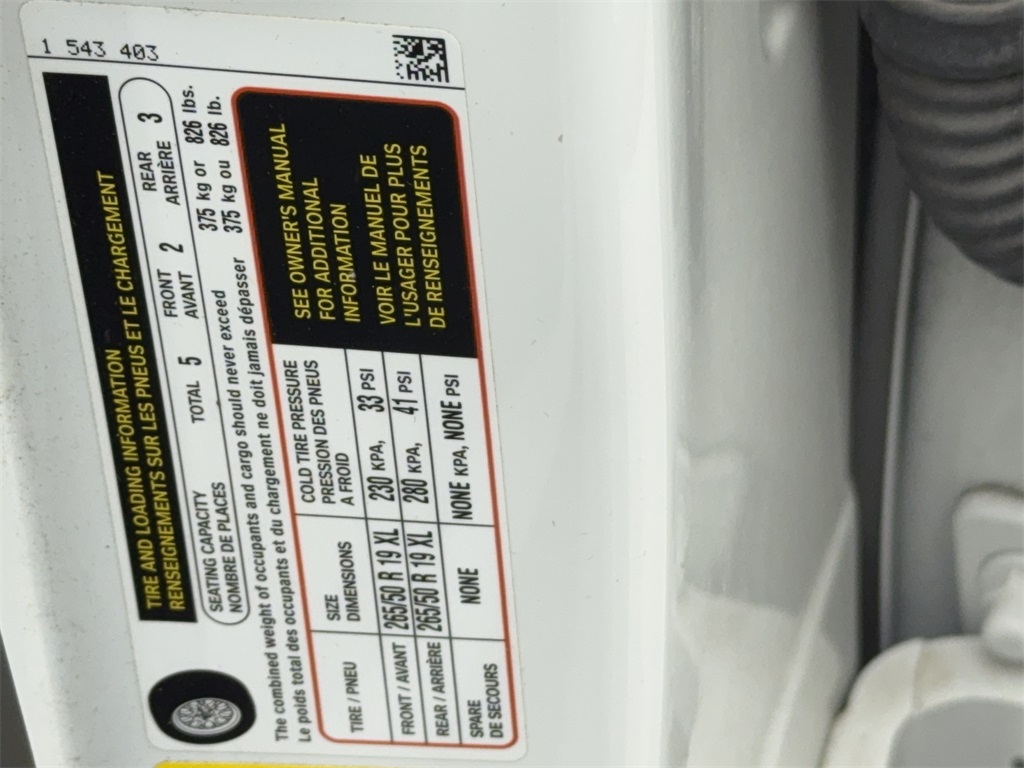 1 543 403
TIRE AND LOADING INFORMATION
RENSEIGNEMENTS SUR LES PNEUS ET LE CHARGEMENT
SEATING CAPACITY TOTAL 5 FRONT 2 REAR 3
NOMBRE DE PLACES AVANT ARRIÈRE
The combined weight of occupants and cargo should never exceed 375 kg or 826 lbs.
Le poids total des occupants et du chargement ne doit jamais dépasser 375 kg ou 826 lb.
TIRE / PNEU
SIZE
DIMENSIONS
COLD TIRE PRESSURE
PRESSION DES PNEUS
A FROID
FRONT / AVANT 265/50 R 19 XL 230 KPA, 33 PSI
REAR / ARRIÈRE 265/50 R 19 XL 280 KPA, 41 PSI
SPARE
DE SECOURS
NONE NONE KPA, NONE PSI
SEE OWNER'S MANUAL
FOR ADDITIONAL
INFORMATION
VOIR LE MANUEL DE
L'USAGER POUR PLUS
DE RENSEIGNEMENTS